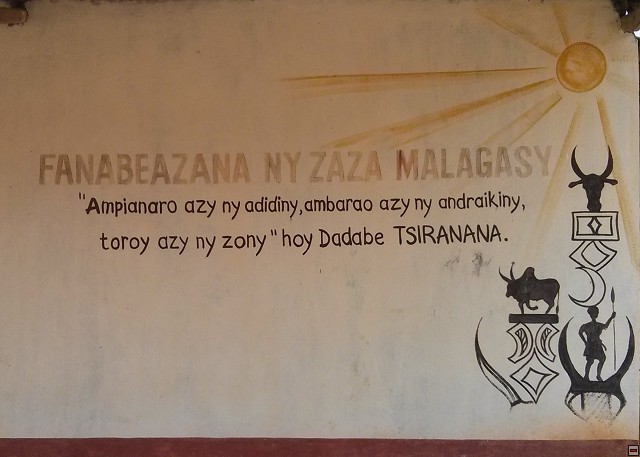 FANABEAZANA NY ZAZA MALAGASY
"Ampianaro azy ny adidiny, ambarao azy ny andraikiny,
toroy azy ny zony" hoy Dadabe TSIRANANA.